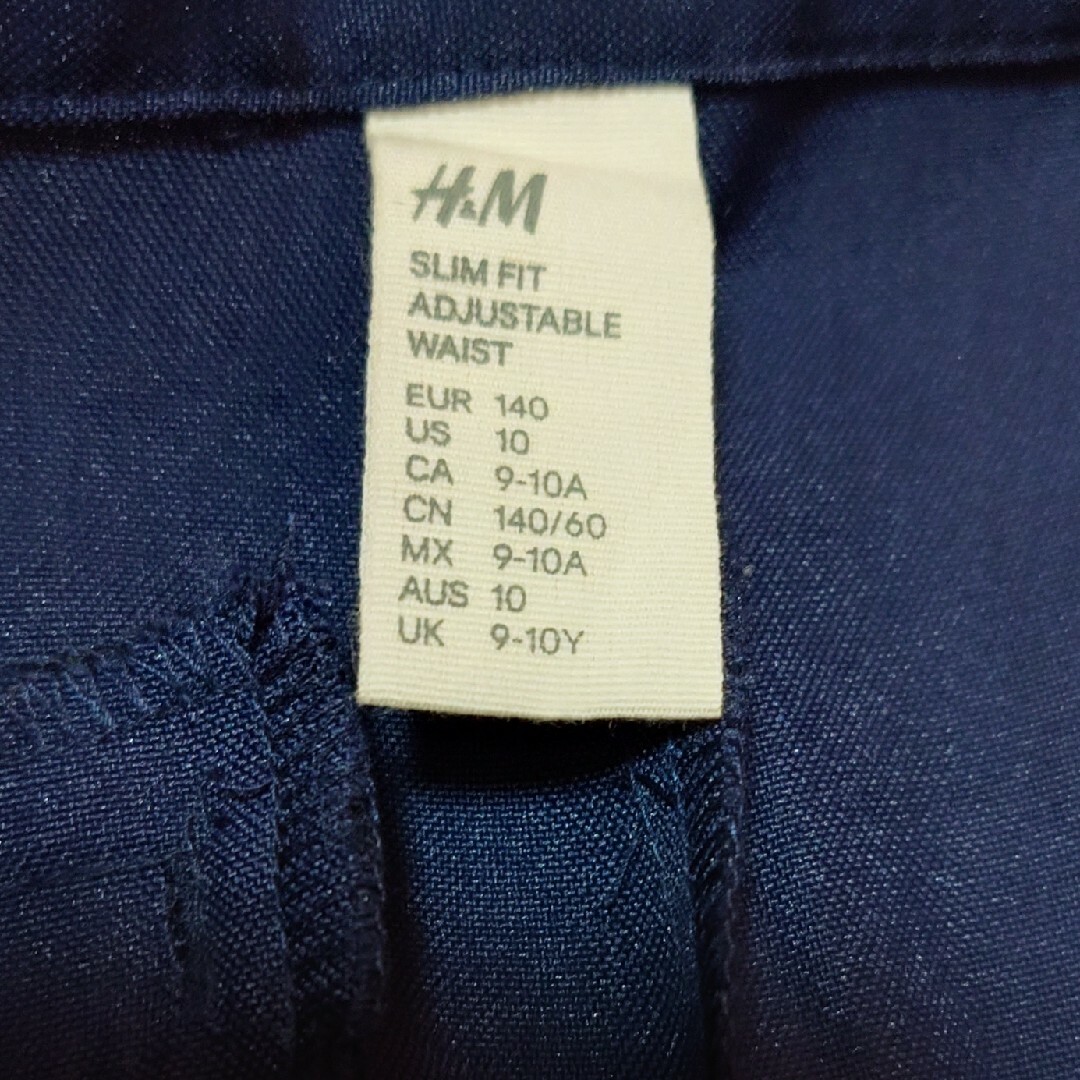 H&M
SLIM FIT
ADJUSTABLE
WAIST
EUR 140
US 10
CA 9-10A
CN 140/60
MX 9-10A
AUS 10
UK 9-10Y